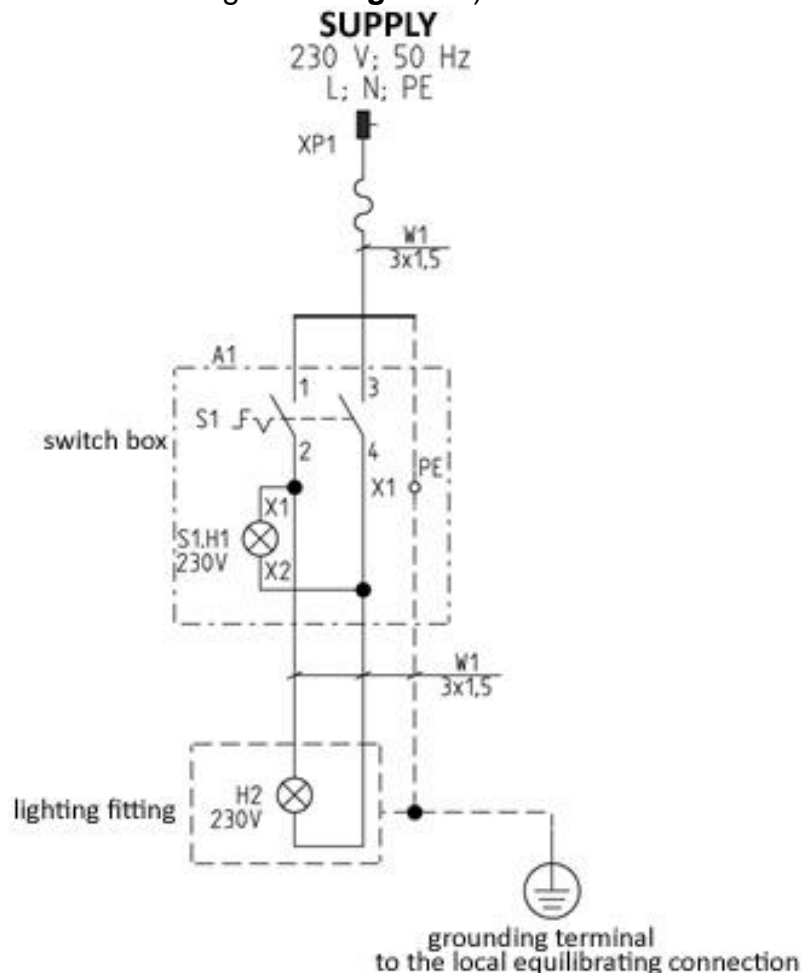 SUPPLY
230 V; 50 Hz
L; N; PE
XP1
W1
3x1,5
A1
1
3
S1
2
4
switch box
PE
X1
X1
S1.H1
230V
X2
W1
3x1,5
H2
230V
lighting fitting
grounding terminal
to the local equilibrating connection